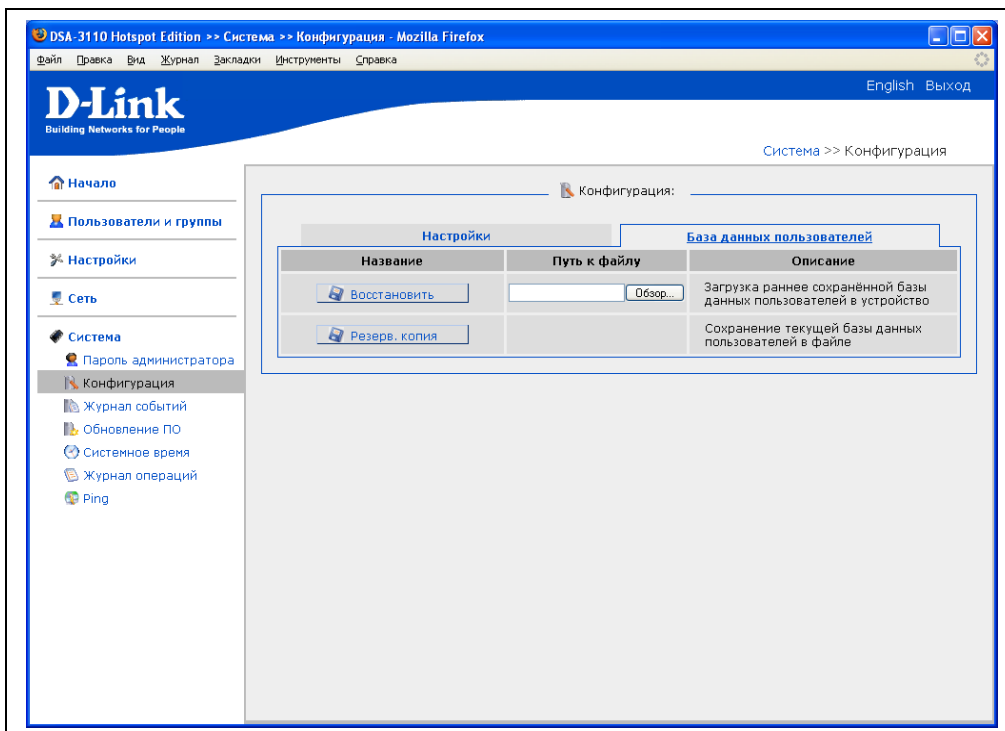 DSA-3110 Hotspot Edition >> Система >> Конфигурация - Mozilla Firefox
Файл Правка Вид Журнал Закладки Инструменты Справка
English Выход
D-Link
Building Networks for People
Система >> Конфигурация
Начало
Пользователи и группы
Настройки
Сеть
Система
Пароль администратора
Конфигурация
Журнал событий
Обновление ПО
Системное время
Журнал операций
Ping
Конфигурация:
Настройки База данных пользователей
Название Путь к файлу Описание
Восстановить Обзор... Загрузка раннее сохранённой базы
данных пользователей в устройство
Резерв. копия Сохранение текущей базы данных
пользователей в файле